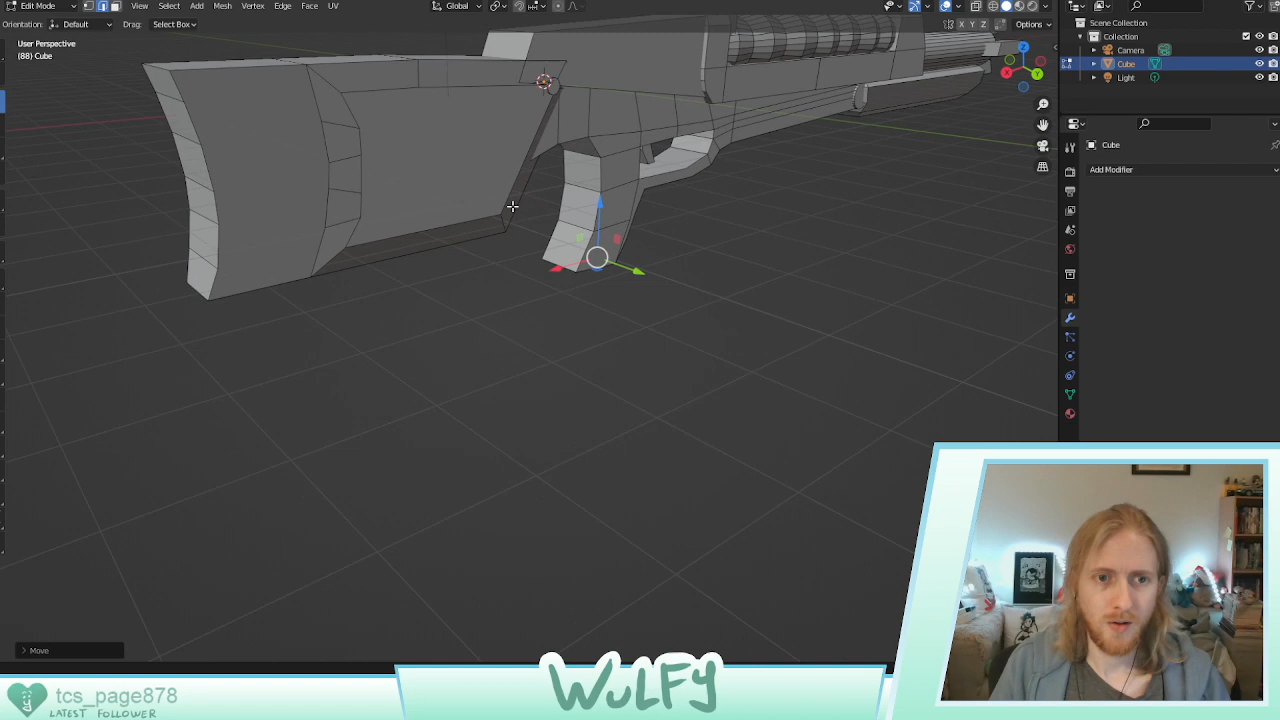 Edit Mode View Select Add Mesh Vertex Edge Face UV Global
Orientation: Default Drag: Select Box X Y Z Options
User Perspective
(88) Cube
Z
X
Y
Scene Collection
Collection
Camera
Cube
Light
Cube
Add Modifier
> Move
tcs_page878
LATEST FOLLOWER
WULFY